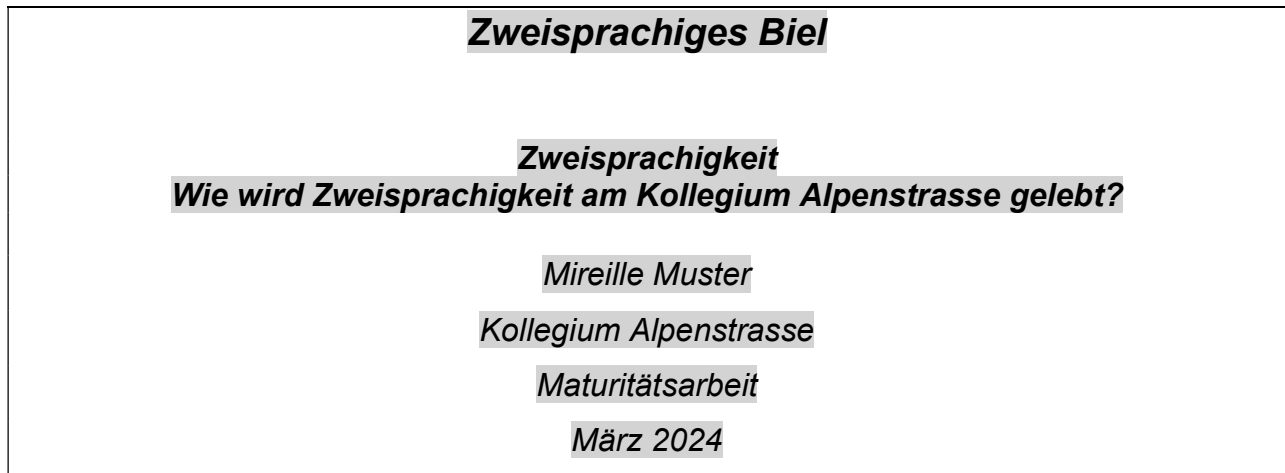 Zweisprachiges Biel
Zweisprachigkeit
Wie wird Zweisprachigkeit am Kollegium Alpenstrasse gelebt?
Mireille Muster
Kollegium Alpenstrasse
Maturitätsarbeit
März 2024